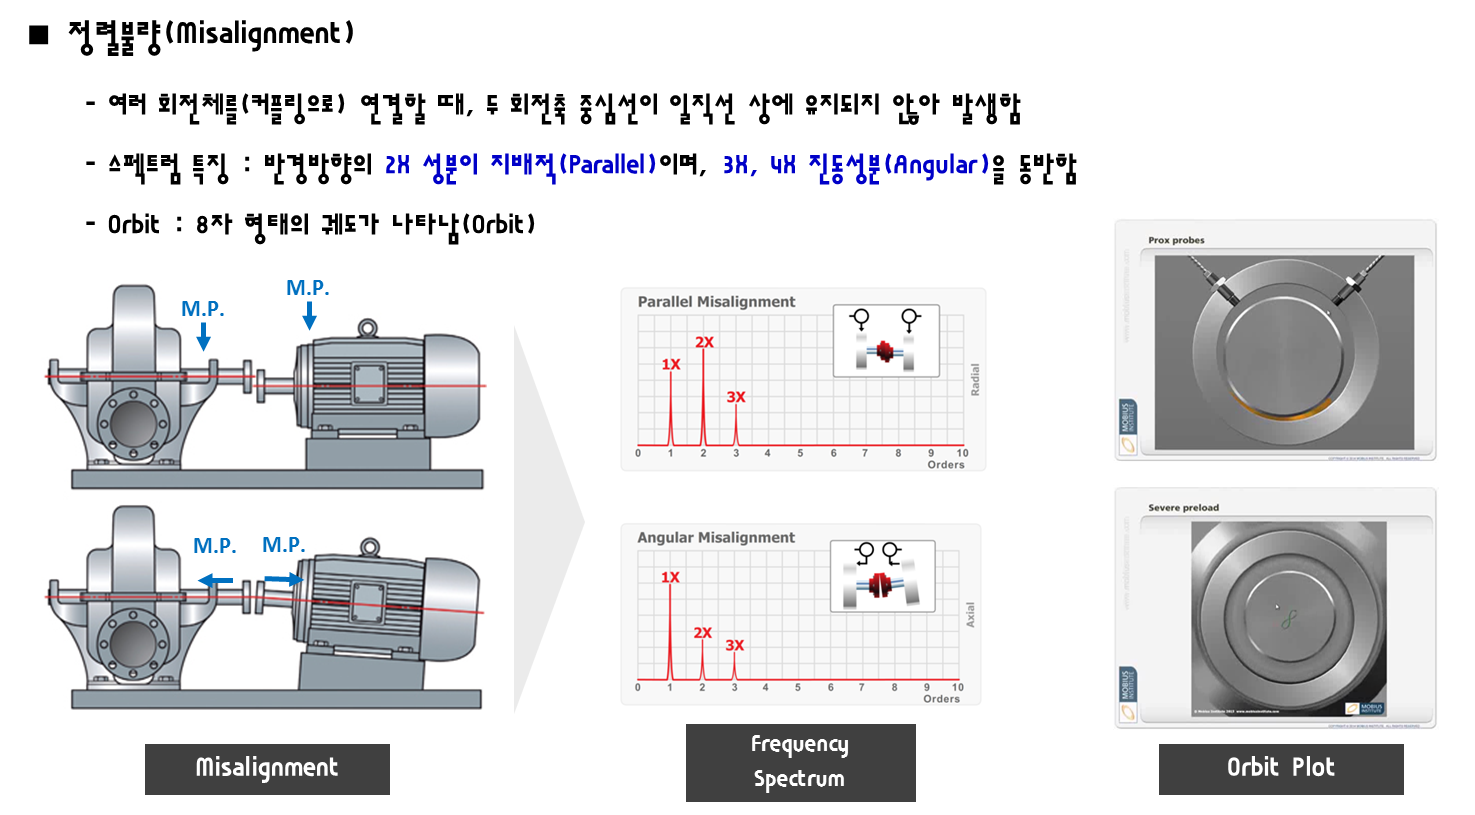 ■ 정렬불량(Misalignment)
- 여러 회전체를(커플링으로) 연결할 때, 두 회전축 중심선이 일직선 상에 유지되지 않아 발생함
- 스펙트럼 특징 : 반경방향의 2X 성분이 지배적(Parallel)이며, 3X, 4X 진동성분(Angular)을 동반함
- Orbit : 8자 형태의 궤도가 나타남(Orbit)
M.P.
M.P.
M.P.
M.P.
Misalignment
Parallel Misalignment
1X
2X
3X
Radial
0 1 2 3 4 5 6 7 8 9 10
Orders
Angular Misalignment
1X
2X
3X
Axial
0 1 2 3 4 5 6 7 8 9 10
Orders
Frequency
Spectrum
Prox probes
MOBIUS
INSTITUTE
Severe preload
MOBIUS
INSTITUTE
MOBIUS
INSTITUTE
Orbit Plot